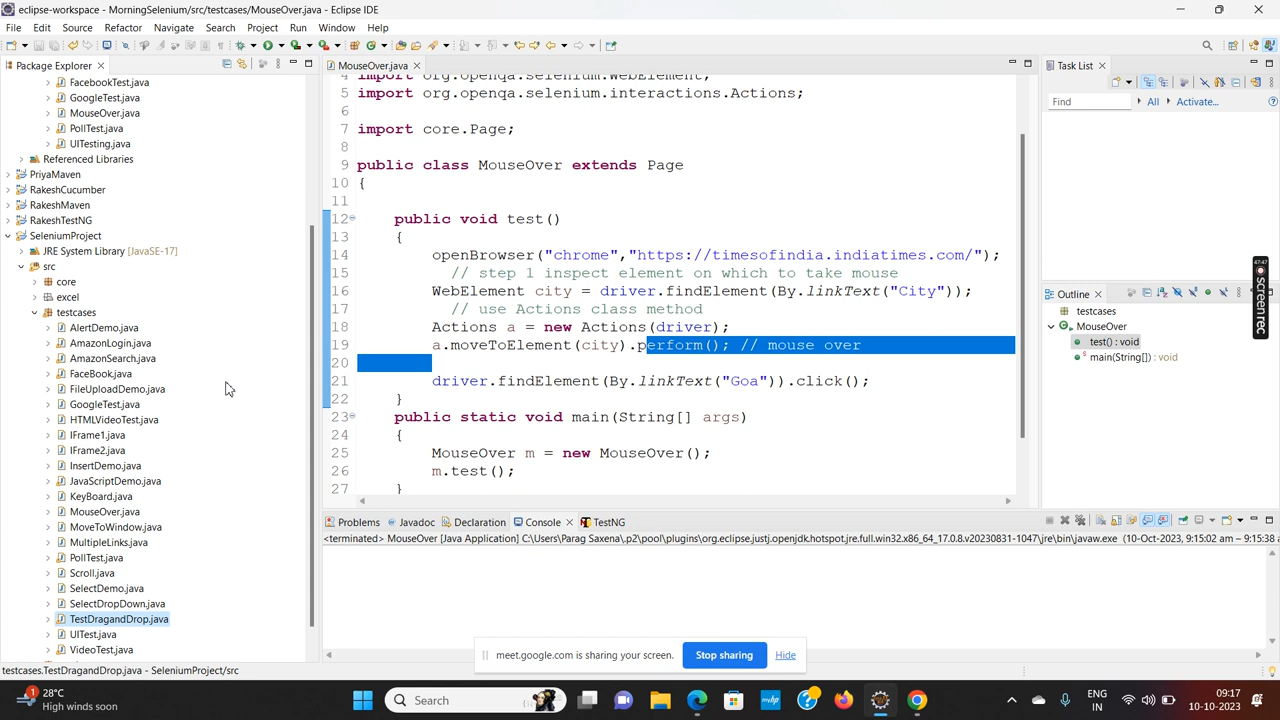 eclipse-workspace - MorningSelenium/src/testcases/MouseOver.java - Eclipse IDE
File Edit Source Refactor Navigate Search Project Run Window Help
Package Explorer
FacebookTest.java
GoogleTest.java
MouseOver.java
PollTest.java
UITesting.java
Referenced Libraries
PriyaMaven
RakeshCucumber
RakeshMaven
RakeshTestNG
SeleniumProject
JRE System Library [JavaSE-17]
src
core
excel
testcases
AlertDemo.java
AmazonLogin.java
AmazonSearch.java
FaceBook.java
FileUploadDemo.java
GoogleTest.java
HTMLVideoTest.java
IFrame1.java
IFrame2.java
InsertDemo.java
JavaScriptDemo.java
KeyBoard.java
MouseOver.java
MoveToWindow.java
MultipleLinks.java
PollTest.java
Scroll.java
SelectDemo.java
SelectDropDown.java
TestDragandDrop.java
UITest.java
VideoTest.java
MouseOver.java
4 import org.openqa.selenium.WebElement;
5 import org.openqa.selenium.interactions.Actions;
6
7 import core.Page;
8
9 public class MouseOver extends Page
10 {
11
12 public void test()
13 {
14 openBrowser("chrome","https://timesofindia.indiatimes.com/");
15 // step 1 inspect element on which to take mouse
16 WebElement city = driver.findElement(By.linkText("City"));
17 // use Actions class method
18 Actions a = new Actions(driver);
19 a.moveToElement(city).perform(); // mouse over
20
21 driver.findElement(By.linkText("Goa")).click();
22 }
23 public static void main(String[] args)
24 {
25 MouseOver m = new MouseOver();
26 m.test();
27 }
Task List
Find All Activate...
Outline
testcases
MouseOver
test() : void
main(String[]) : void
47:47
screenrec
Problems Javadoc Declaration Console TestNG
<terminated> MouseOver [Java Application] C:\Users\Parag Saxena\.p2\pool\plugins\org.eclipse.justj.openjdk.hotspot.jre.full.win32.x86_64_17.0.8.v20230831-1047\jre\bin\javaw.exe (10-Oct-2023, 9:15:02 am – 9:15:38 a
meet.google.com is sharing your screen. Stop sharing Hide
testcases.TestDragandDrop.java - SeleniumProject/src
1
28°C
High winds soon
Search
ENG
IN
09:17
10-10-2023